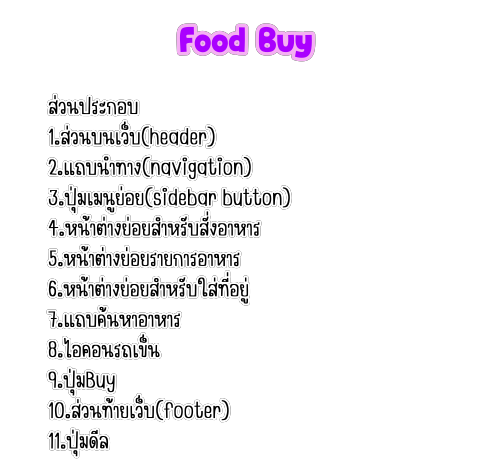 Food Buy
ส่วนประกอบ
1.ส่วนบนเว็บ(header)
2.แถบนำทาง(navigation)
3.ปุ่มเมนูย่อย(sidebar button)
4.หน้าต่างย่อยสำหรับสั่งอาหาร
5.หน้าต่างย่อยรายการอาหาร
6.หน้าต่างย่อยสำหรับใส่ที่อยู่
7.แถบค้นหาอาหาร
8.ไอคอนรถเข็น
9.ปุ่มBuy
10.ส่วนท้ายเว็บ(footer)
11.ปุ่มดีล